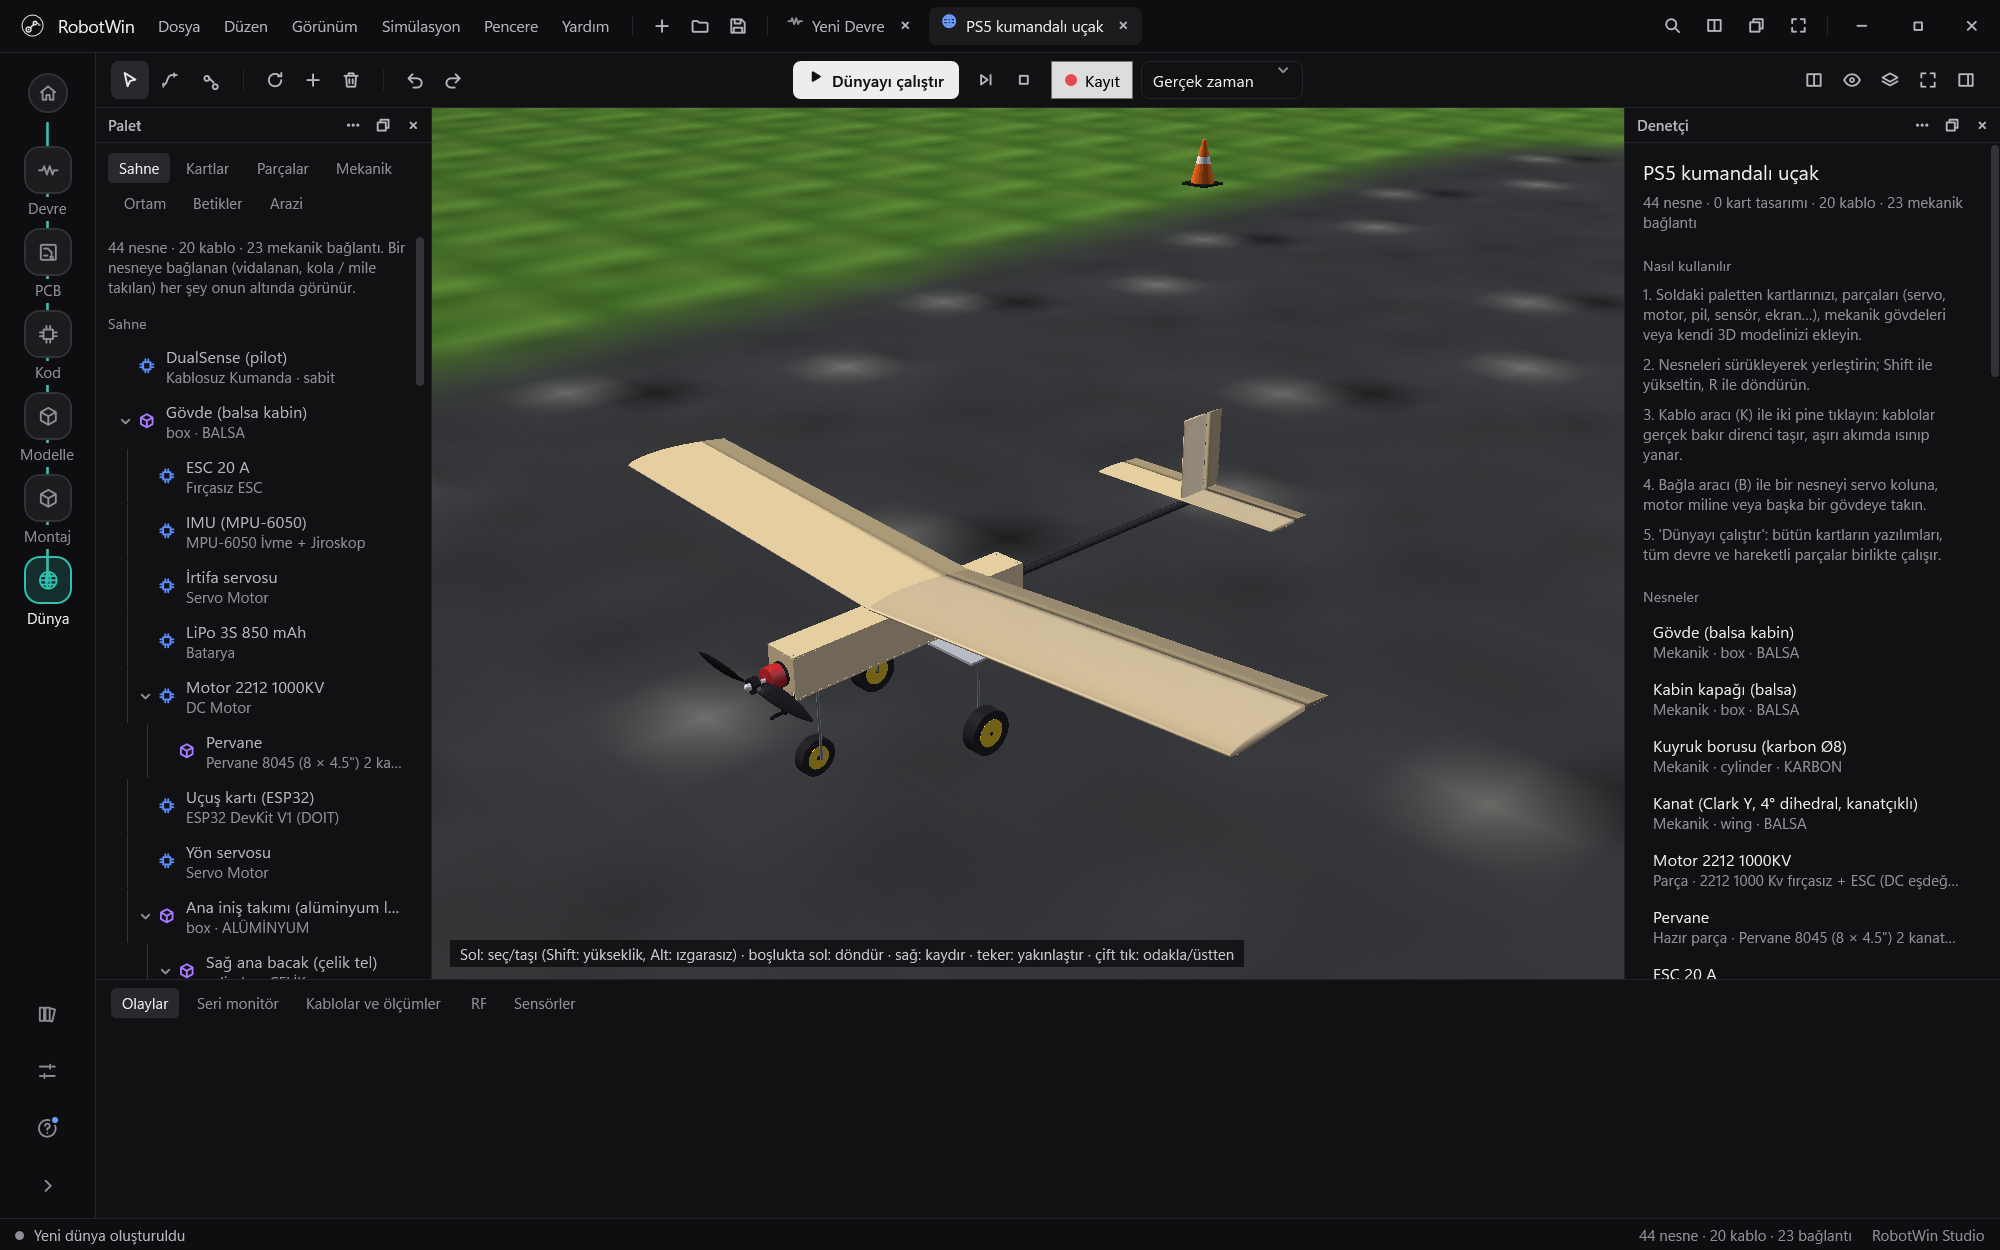 RobotWin Dosya Düzen Görünüm Simülasyon Pencere Yardım Yeni Devre PS5 kumandalı uçak
Dünyayı çalıştır Kayıt Gerçek zaman
Devre
PCB
Kod
Modelle
Montaj
Dünya
Palet
Sahne Kartlar Parçalar Mekanik
Ortam Betikler Arazi
44 nesne · 20 kablo · 23 mekanik bağlantı. Bir
nesneye bağlanan (vidalanan, kola / mile
takılan) her şey onun altında görünür.
Sahne
DualSense (pilot)
Kablosuz Kumanda · sabit
Gövde (balsa kabin)
box · BALSA
ESC 20 A
Fırçasız ESC
IMU (MPU-6050)
MPU-6050 İvme + Jiroskop
İrtifa servosu
Servo Motor
LiPo 3S 850 mAh
Batarya
Motor 2212 1000KV
DC Motor
Pervane
Pervane 8045 (8 × 4.5") 2 ka...
Uçuş kartı (ESP32)
ESP32 DevKit V1 (DOIT)
Yön servosu
Servo Motor
Ana iniş takımı (alüminyum l...
box · ALÜMİNYUM
Sağ ana bacak (çelik tel)
Sol: seç/taşı (Shift: yükseklik, Alt: ızgarasız) · boşlukta sol: döndür · sağ: kaydır · teker: yakınlaştır · çift tık: odakla/üstten
Denetçi
PS5 kumandalı uçak
44 nesne · 0 kart tasarımı · 20 kablo · 23 mekanik
bağlantı
Nasıl kullanılır
1. Soldaki paletten kartlarınızı, parçaları (servo,
motor, pil, sensör, ekran...), mekanik gövdeleri
veya kendi 3D modelinizi ekleyin.
2. Nesneleri sürükleyerek yerleştirin; Shift ile
yükseltin, R ile döndürün.
3. Kablo aracı (K) ile iki pine tıklayın: kablolar
gerçek bakır direnci taşır, aşırı akımda ısınıp
yanar.
4. Bağla aracı (B) ile bir nesneyi servo koluna,
motor miline veya başka bir gövdeye takın.
5. 'Dünyayı çalıştır': bütün kartların yazılımları,
tüm devre ve hareketli parçalar birlikte çalışır.
Nesneler
Gövde (balsa kabin)
Mekanik · box · BALSA
Kabin kapağı (balsa)
Mekanik · box · BALSA
Kuyruk borusu (karbon Ø8)
Mekanik · cylinder · KARBON
Kanat (Clark Y, 4° dihedral, kanatçıklı)
Mekanik · wing · BALSA
Motor 2212 1000KV
Parça · 2212 1000 Kv fırçasız + ESC (DC eşdeğ...
Pervane
Hazır parça · Pervane 8045 (8 × 4.5") 2 kanat...
ESC 20 A
Olaylar Seri monitör Kablolar ve ölçümler RF Sensörler
Yeni dünya oluşturuldu
44 nesne · 20 kablo · 23 bağlantı RobotWin Studio